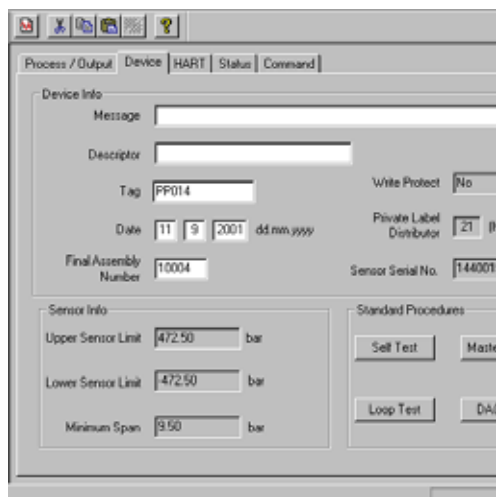 Process / Output Device HART Status Command
Device Info
Message
Descriptor
Tag PP014
Write Protect No
Date 11 9 2001 dd.mm.yyyy
Private Label
Distributor 21
Final Assembly
Number 10004
Sensor Serial No. 144001
Sensor Info
Standard Procedures
Upper Sensor Limit 472.50 bar
Self Test Maste
Lower Sensor Limit -472.50 bar
Loop Test DA
Minimum Span 9.50 bar